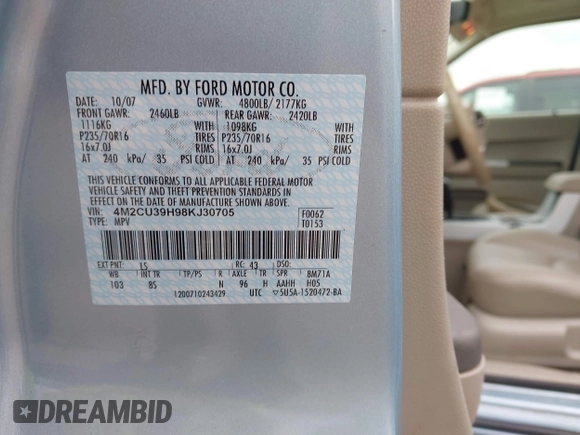 MFD. BY FORD MOTOR CO.
DATE: 10/07 GVWR: 4800LB/ 2177KG
FRONT GAWR: 2460LB REAR GAWR: 2420LB
1116KG WITH 1098KG WITH
P235/70R16 TIRES P235/70R16 TIRES
16x7.0J RIMS 16x7.0J RIMS
AT 240 kPa/ 35 PSI COLD AT 240 kPa/ 35 PSI COLD
THIS VEHICLE CONFORMS TO ALL APPLICABLE FEDERAL MOTOR
VEHICLE SAFETY AND THEFT PREVENTION STANDARDS IN
EFFECT ON THE DATE OF MANUFACTURE SHOWN ABOVE.
VIN: 4M2CU39H98KJ30705 F0062
TYPE: MPV T0153
EXT PNT: LS RC: 43 DSO:
WB INT TR TP/PS R AXLE TR SPR 8M71A
103 8S N 96 H AAHH H05
1200710243429 UTC 5U5A-1520472-BA
DREAMBID